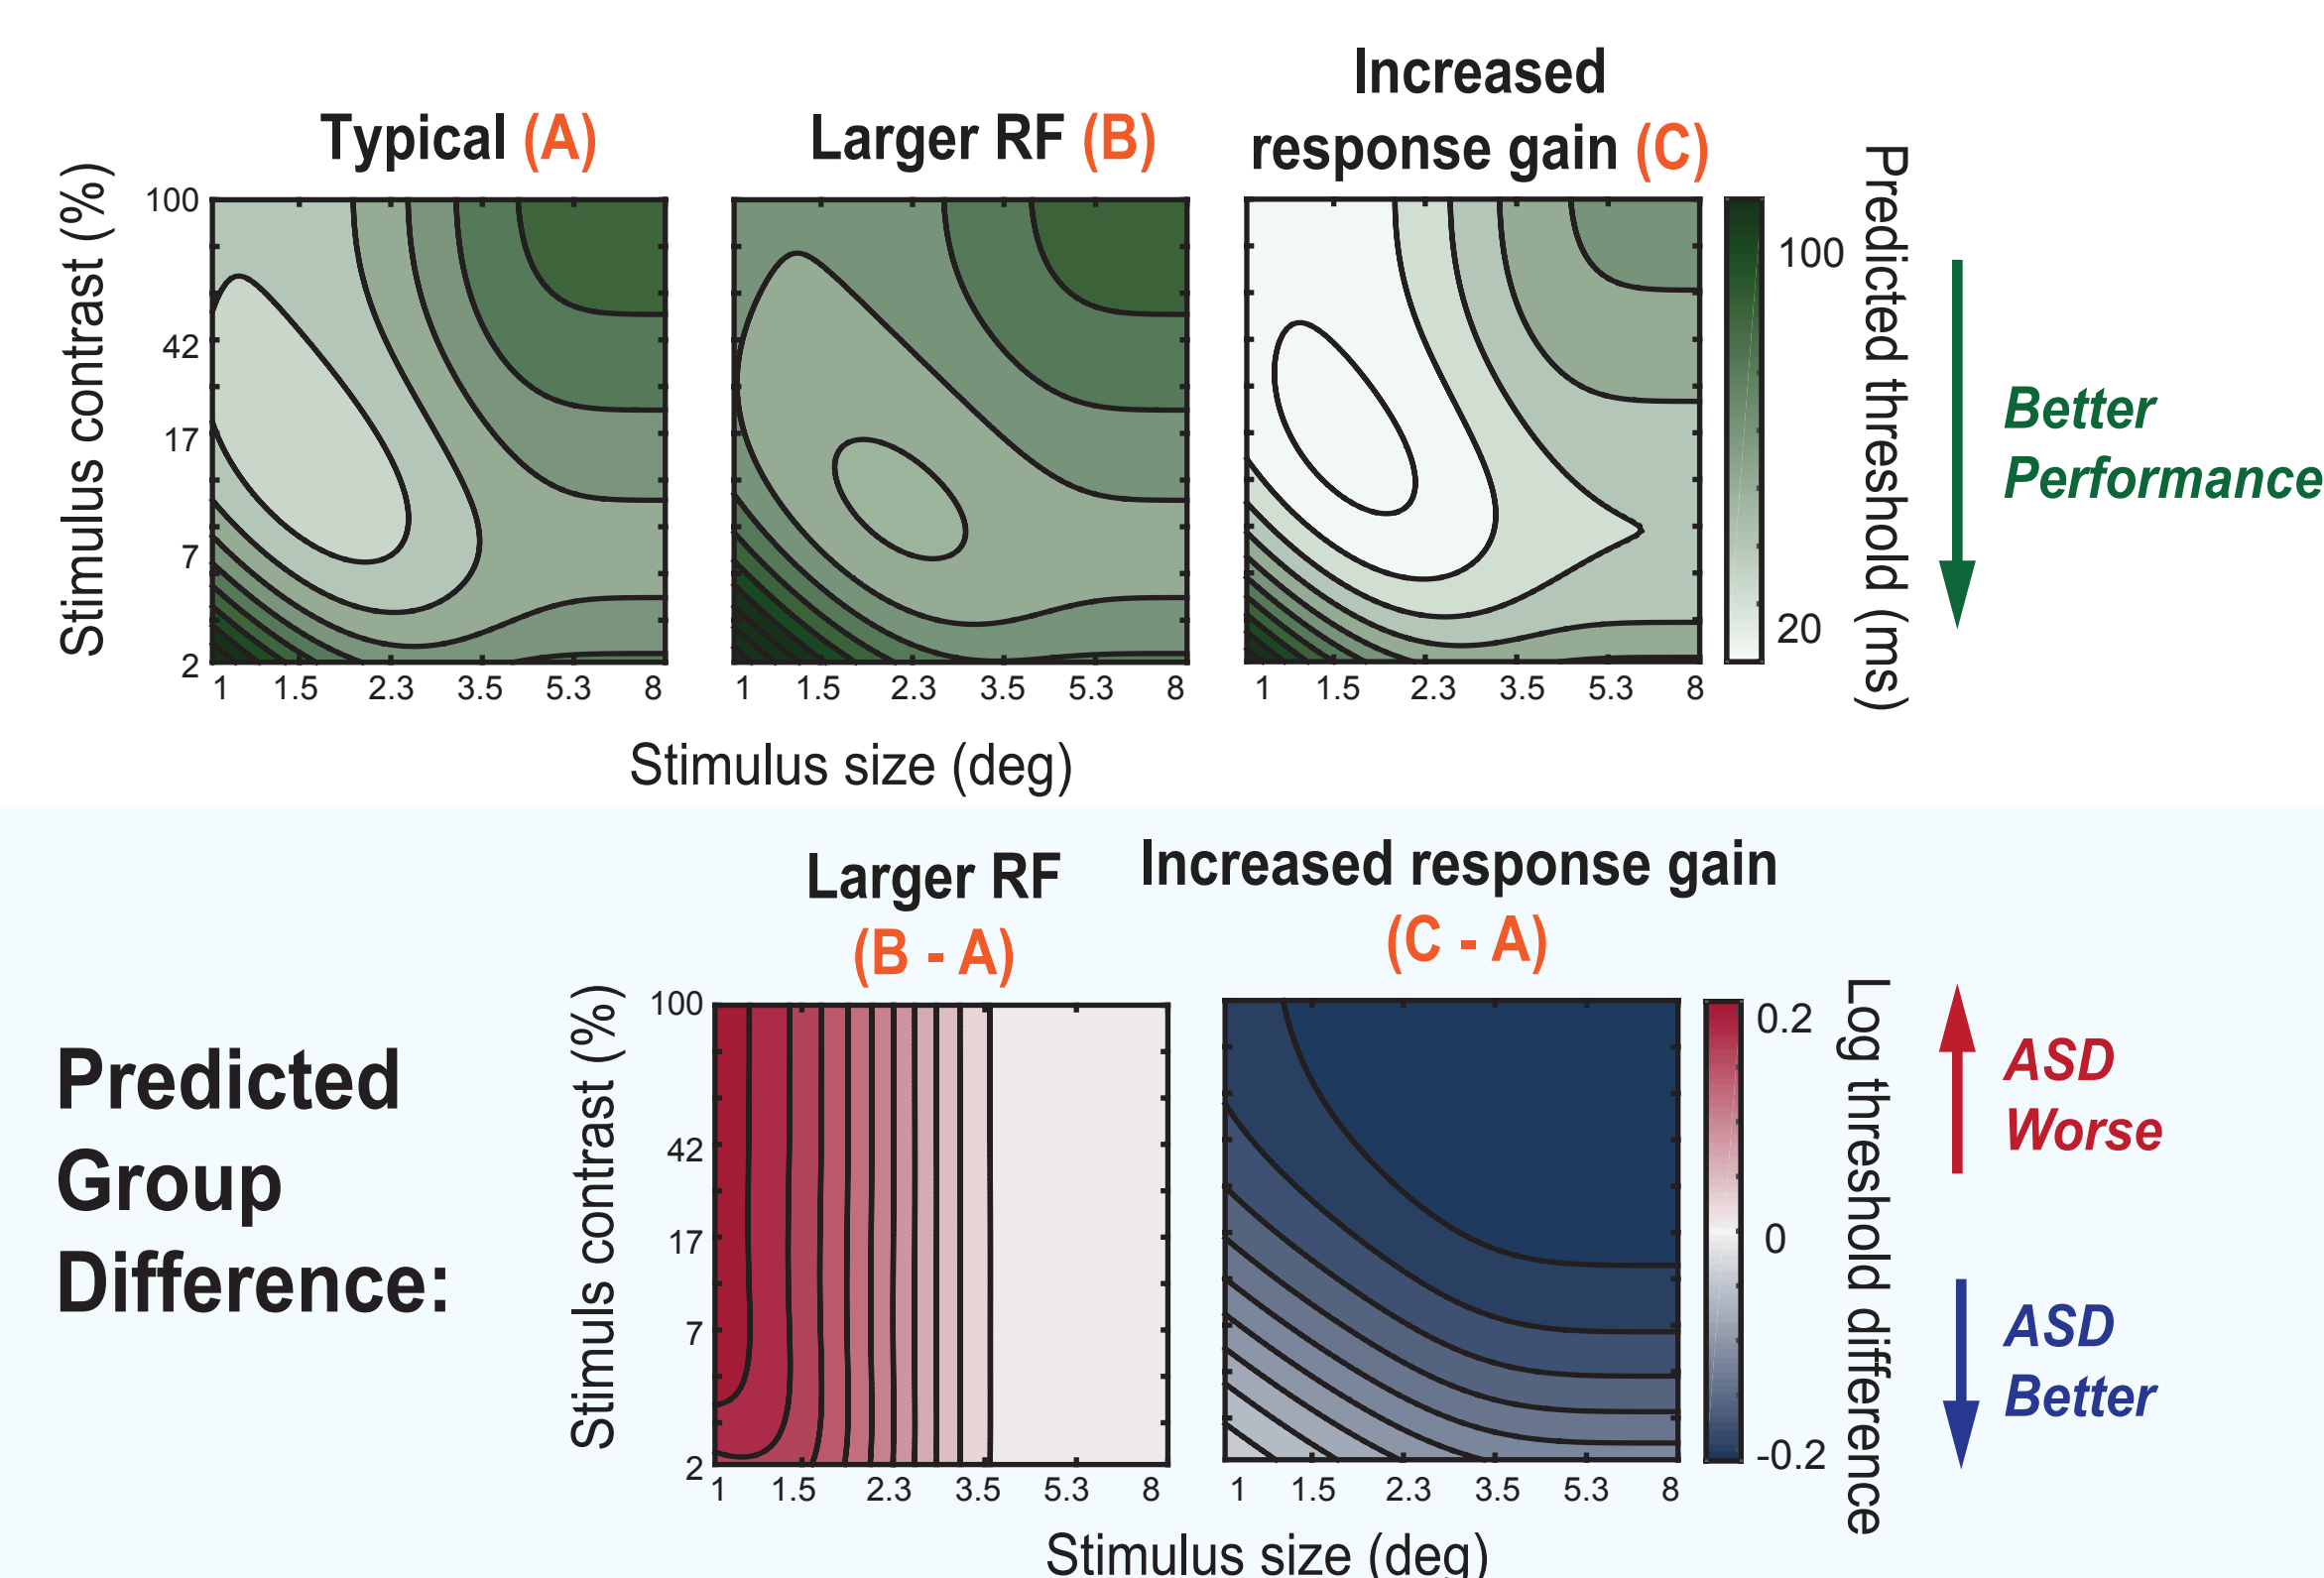 Typical (A)
Larger RF (B)
Increased
response gain (C)
Stimulus contrast (%)
100
42
17
7
2
1 1.5 2.3 3.5 5.3 8
1 1.5 2.3 3.5 5.3 8
1 1.5 2.3 3.5 5.3 8
Stimulus size (deg)
100
20
Predicted threshold (ms)
Better
Performance
Predicted
Group
Difference:
Larger RF
(B - A)
Increased response gain
(C - A)
Stimulus contrast (%)
100
42
17
7
2
1 1.5 2.3 3.5 5.3 8
1 1.5 2.3 3.5 5.3 8
Stimulus size (deg)
0.2
0
-0.2
Log threshold difference
ASD
Worse
ASD
Better